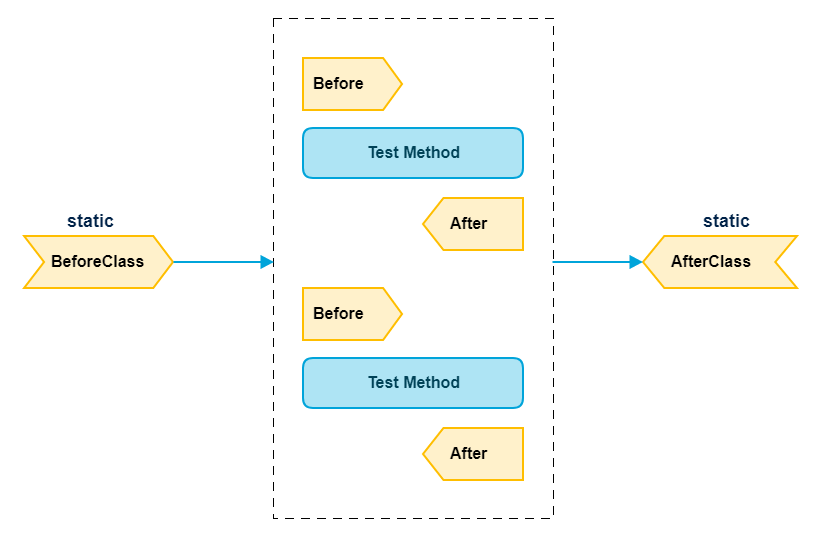 static
BeforeClass
Before
Test Method
After
Before
Test Method
After
static
AfterClass